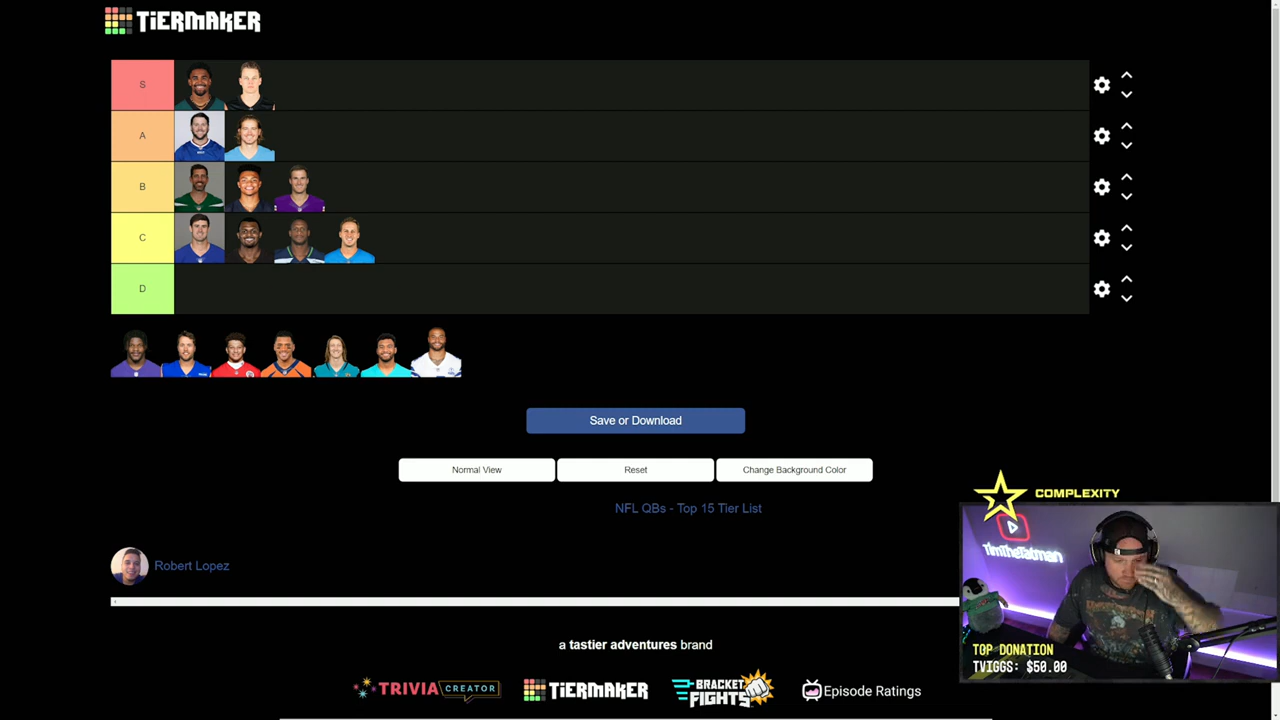 TiERMAKER
S
A
B
C
D
Save or Download
Normal View
Reset
Change Background Color
NFL QBs - Top 15 Tier List
COMPLEXITY
TimTheTatman
Robert Lopez
a tastier adventures brand
TOP DONATION
TVIGGS: $50.00
TRIVIA CREATOR
TiERMAKER
BRACKET FIGHTS
Episode Ratings